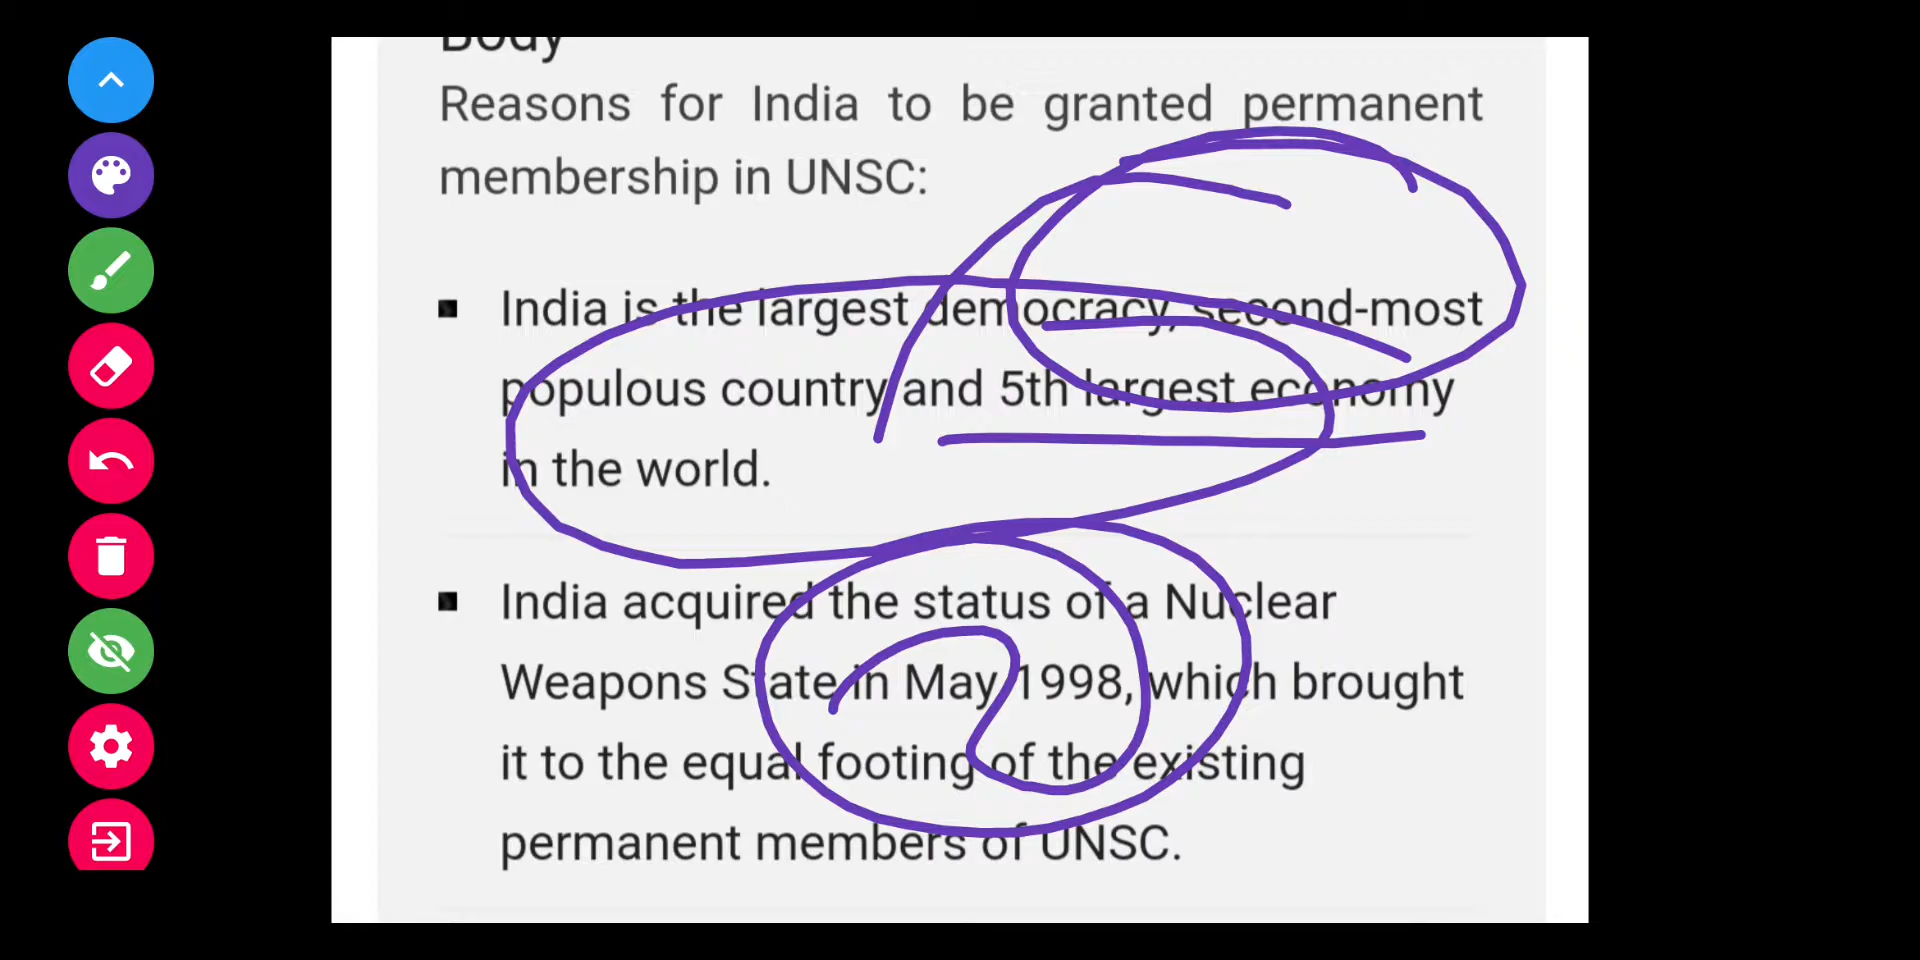 Body
Reasons for India to be granted permanent
membership in UNSC:
▪ India is the largest democracy, second-most
populous country and 5th largest economy
in the world.
▪ India acquired the status of a Nuclear
Weapons State in May 1998, which brought
it to the equal footing of the existing
permanent members of UNSC.